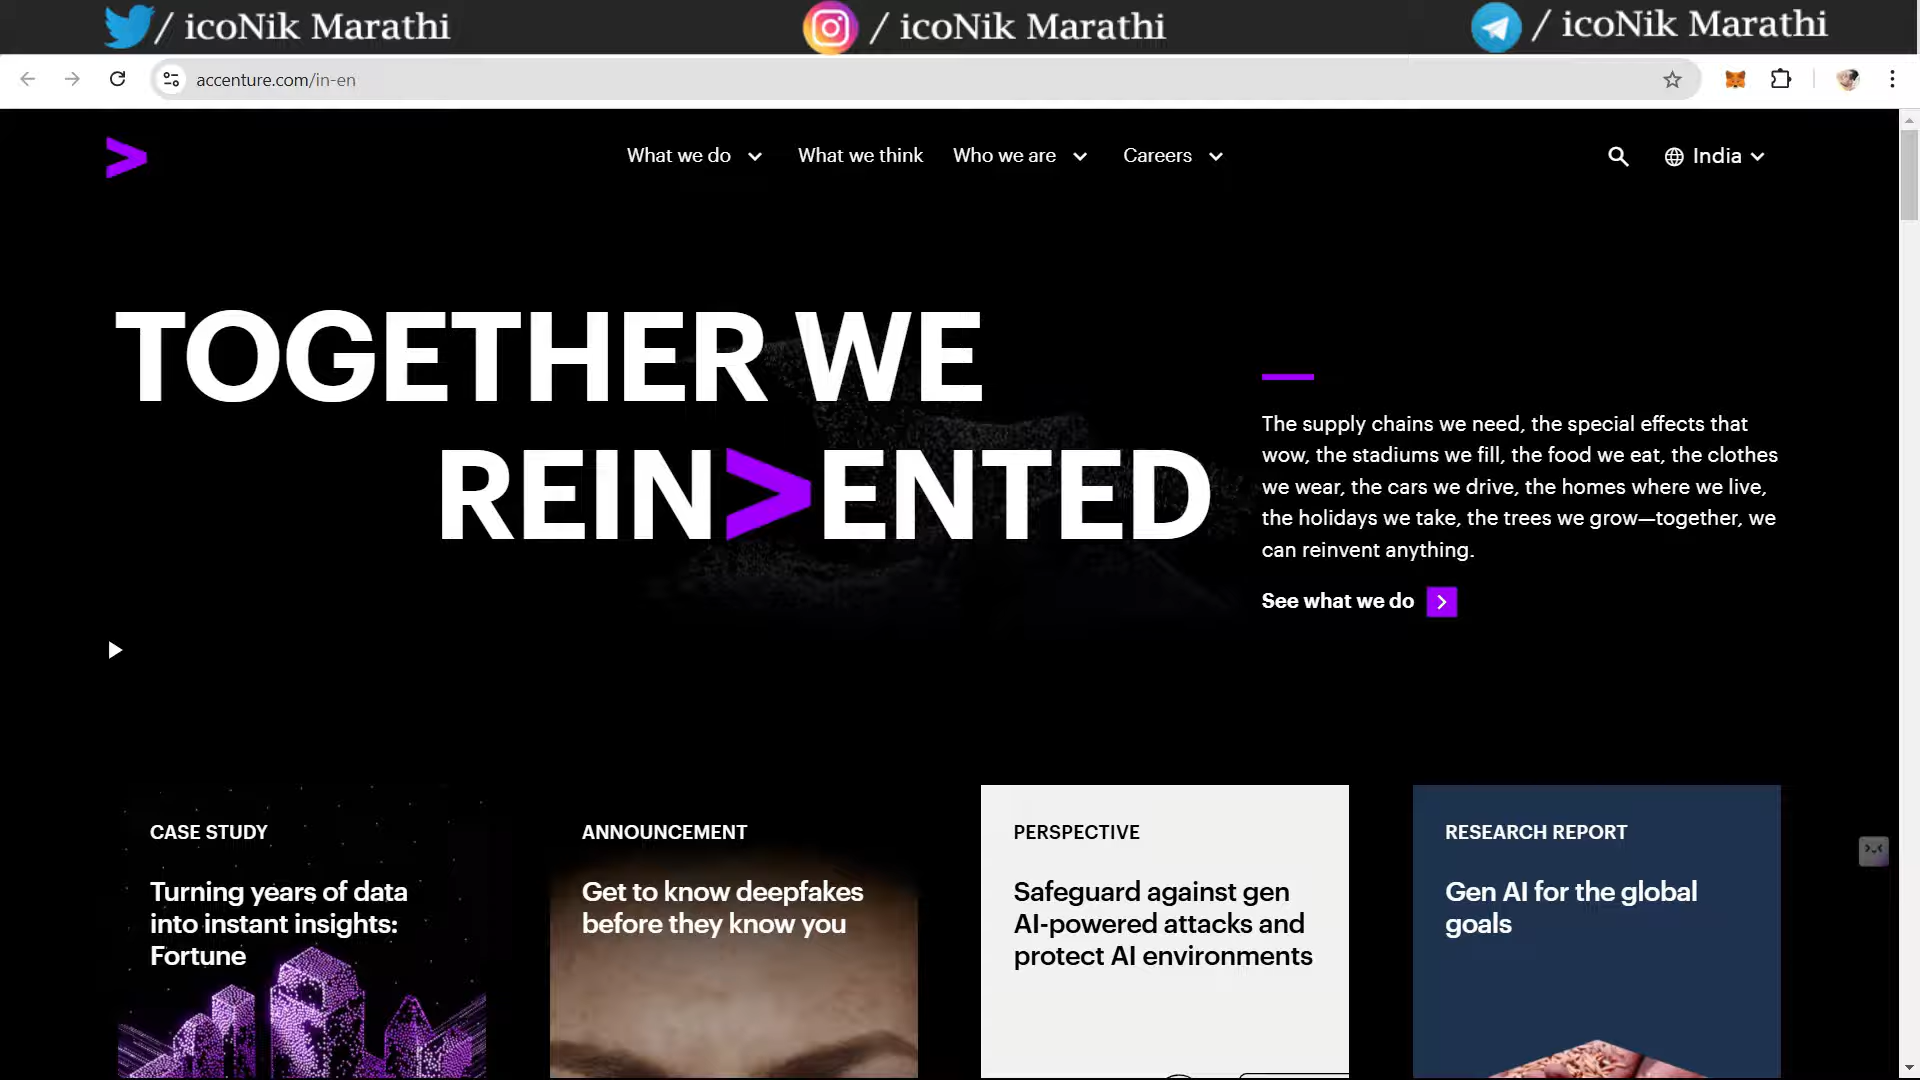 / icoNik Marathi
/ icoNik Marathi
/ icoNik Marathi
accenture.com/in-en
What we do
What we think
Who we are
Careers
India
TOGETHER WE
REIN>ENTED
The supply chains we need, the special effects that
wow, the stadiums we fill, the food we eat, the clothes
we wear, the cars we drive, the homes where we live,
the holidays we take, the trees we grow—together, we
can reinvent anything.
See what we do
CASE STUDY
Turning years of data
into instant insights:
Fortune
ANNOUNCEMENT
Get to know deepfakes
before they know you
PERSPECTIVE
Safeguard against gen
AI-powered attacks and
protect AI environments
RESEARCH REPORT
Gen AI for the global
goals